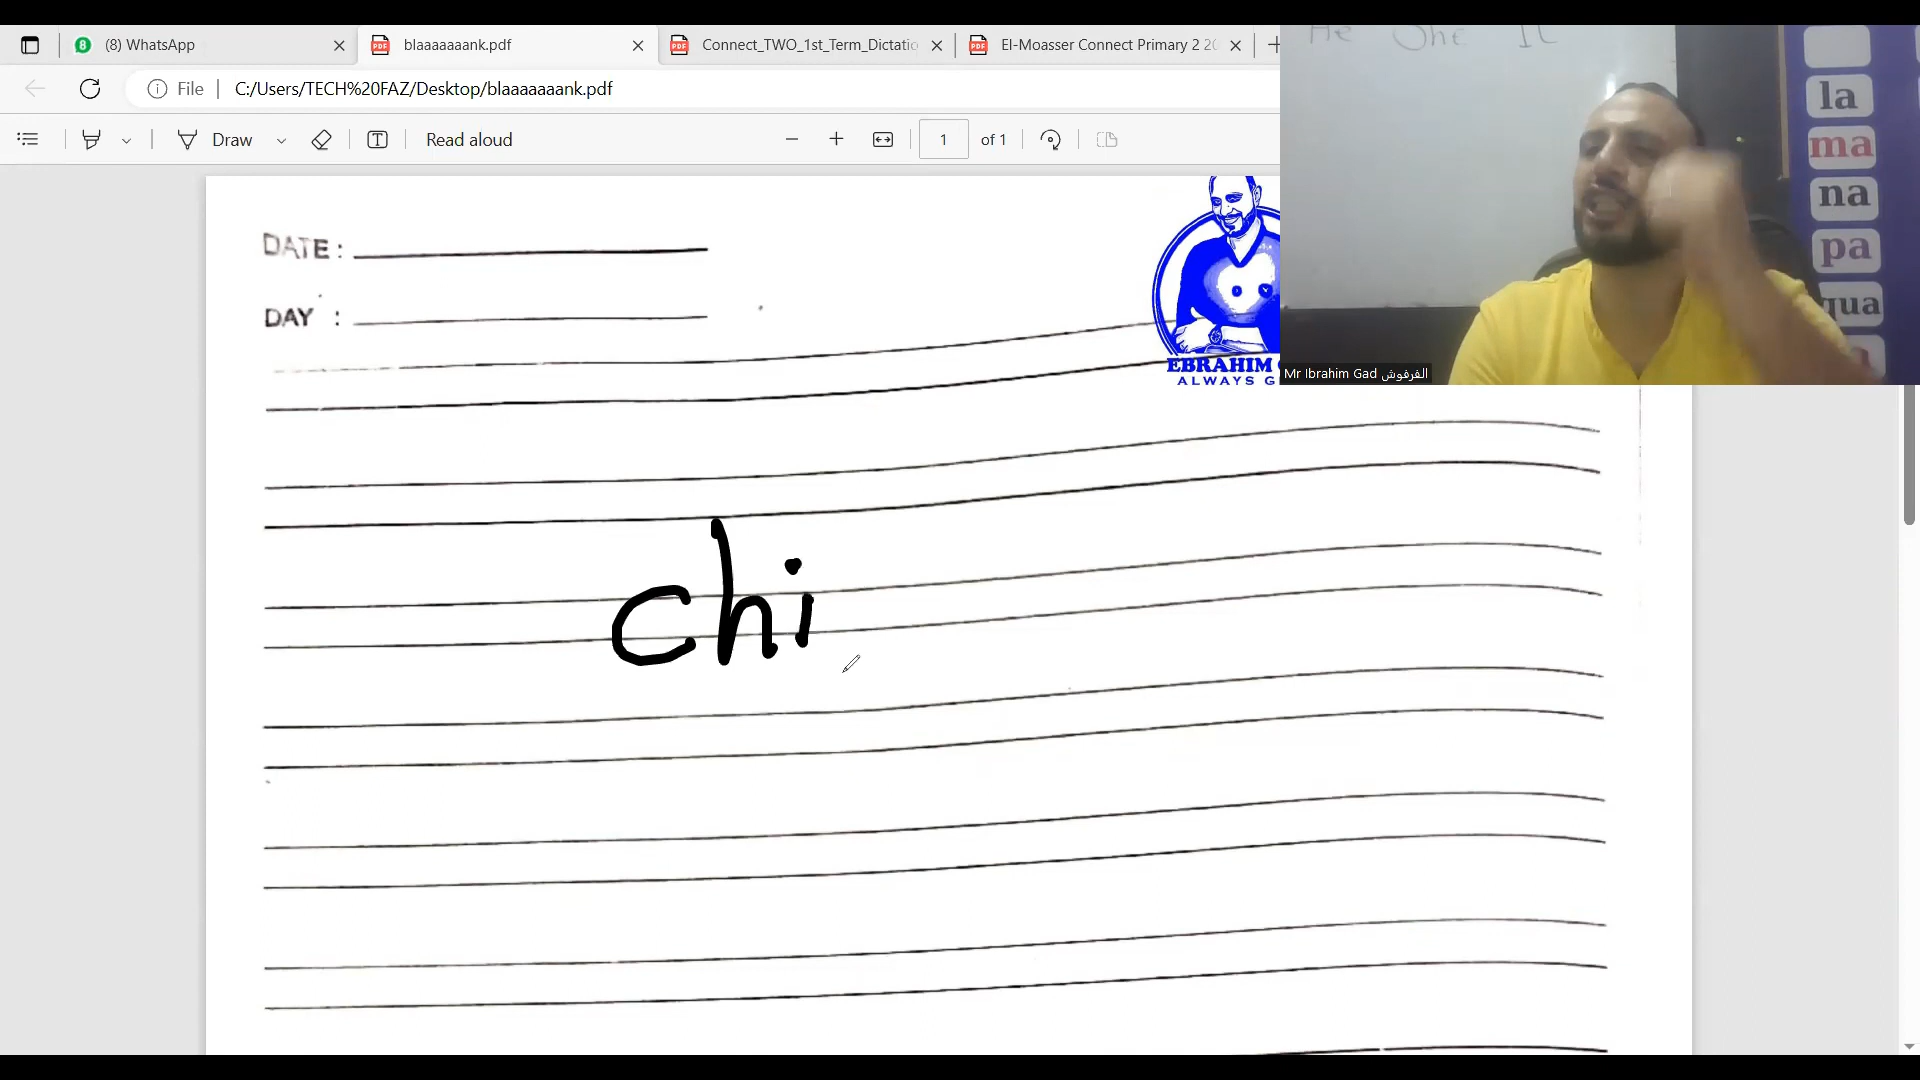 (8) WhatsApp
blaaaaaaank.pdf
Connect_TWO_1st_Term_Dictatio
El-Moasser Connect Primary 2 20
File
C:/Users/TECH%20FAZ/Desktop/blaaaaaaank.pdf
Draw
Read aloud
1
of 1
He She It
la
ma
na
pa
qua
Mr Ibrahim Gad الفرفوش
DATE :
DAY :
EBRAHIM
ALWAYS G
chi